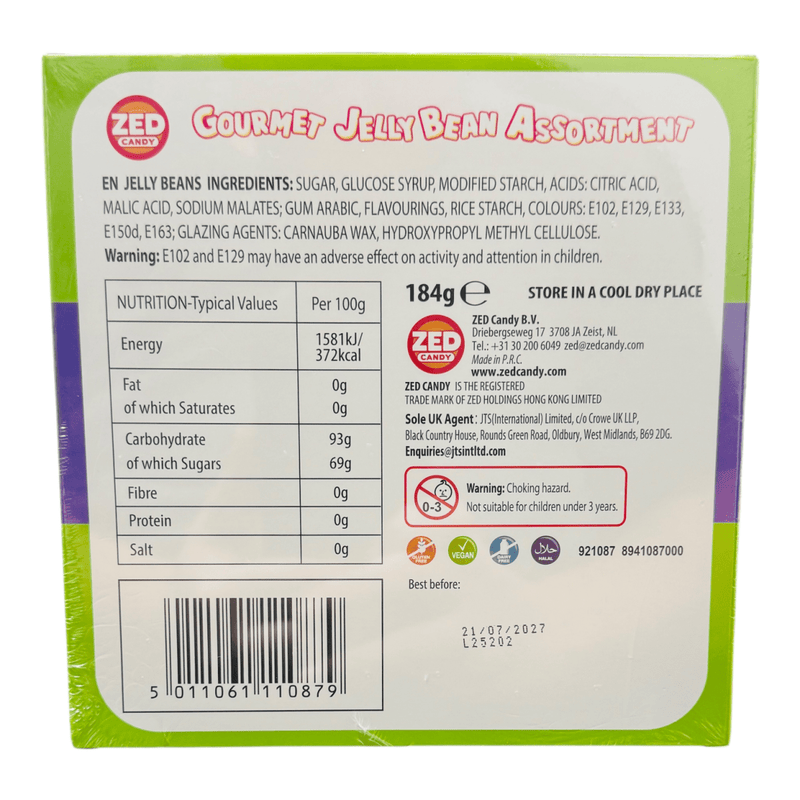 ZED
CANDY
GOURMET JELLY BEAN ASSORTMENT
EN JELLY BEANS INGREDIENTS: SUGAR, GLUCOSE SYRUP, MODIFIED STARCH, ACIDS: CITRIC ACID,
MALIC ACID, SODIUM MALATES; GUM ARABIC, FLAVOURINGS, RICE STARCH, COLOURS: E102, E129, E133,
E150d, E163; GLAZING AGENTS: CARNAUBA WAX, HYDROXYPROPYL METHYL CELLULOSE.
Warning: E102 and E129 may have an adverse effect on activity and attention in children.
NUTRITION-Typical Values Per 100g
Energy 1581kJ/
372kcal
Fat 0g
of which Saturates 0g
Carbohydrate 93g
of which Sugars 69g
Fibre 0g
Protein 0g
Salt 0g
184g ℮ STORE IN A COOL DRY PLACE
ZED
CANDY
ZED Candy B.V.
Driebergseweg 17 3708 JA Zeist, NL
Tel.: +31 30 200 6049 zed@zedcandy.com
Made in P.R.C.
www.zedcandy.com
ZED CANDY IS THE REGISTERED
TRADE MARK OF ZED HOLDINGS HONG KONG LIMITED
Sole UK Agent: JTS(International) Limited, c/o Crowe UK LLP,
Black Country House, Rounds Green Road, Oldbury, West Midlands, B69 2DG.
Enquiries@jtsintltd.com
0-3
Warning: Choking hazard.
Not suitable for children under 3 years.
GLUTEN FREE
VEGAN
DAIRY FREE
حلال
HALAL
921087 8941087000
Best before:
21/07/2027
L25202
5 011061 110879